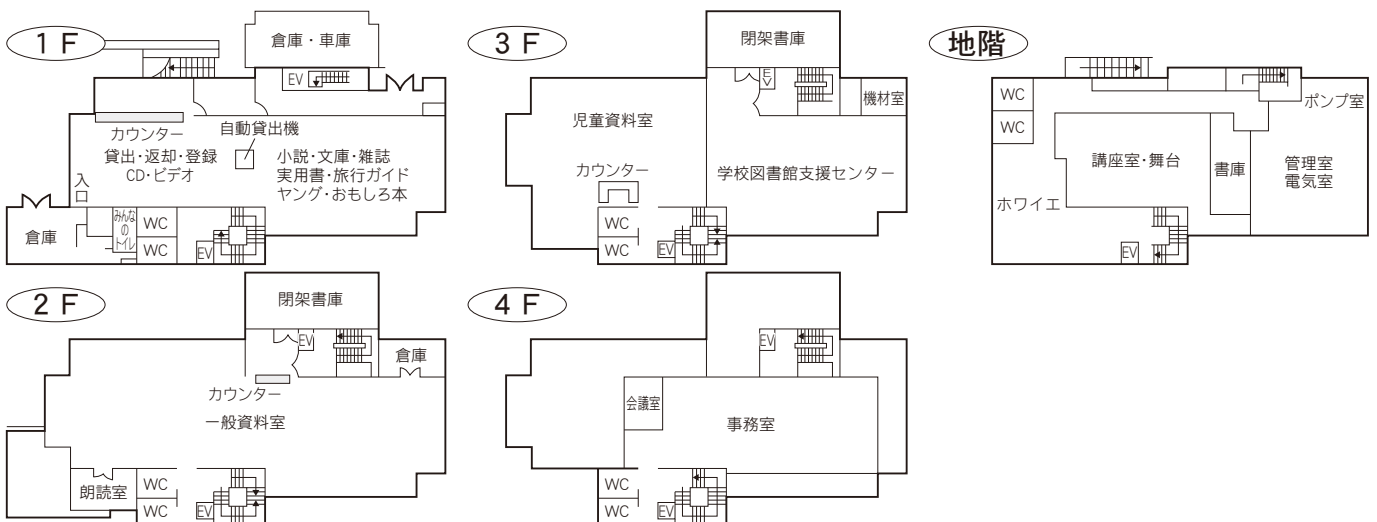 1F
倉庫・車庫
EV
カウンター
貸出・返却・登録
CD・ビデオ
自動貸出機
小説・文庫・雑誌
実用書・旅行ガイド
ヤング・おもしろ本
入口
倉庫
みんなのトイレ
WC
WC
EV
3F
閉架書庫
EV
機材室
児童資料室
カウンター
学校図書館支援センター
WC
WC
EV
地階
WC
WC
ポンプ室
講座室・舞台
書庫
管理室
電気室
ホワイエ
EV
2F
閉架書庫
EV
倉庫
カウンター
一般資料室
朗読室
WC
WC
EV
4F
EV
会議室
事務室
WC
WC
EV